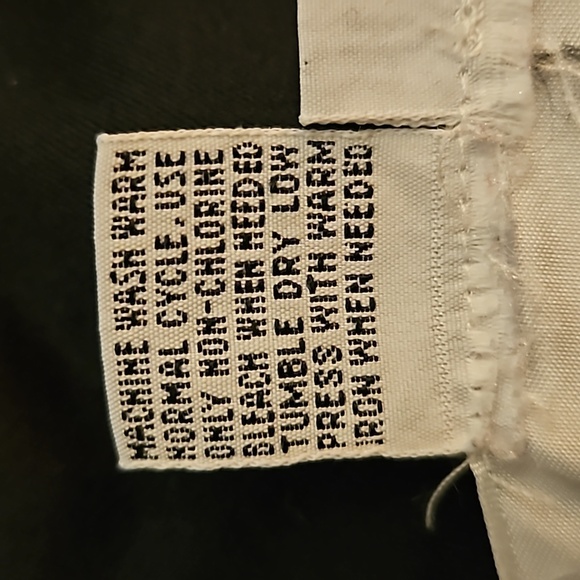 MACHINE WASH WARM
NORMAL CYCLE. USE
ONLY NON-CHLORINE
BLEACH WHEN NEEDED
TUMBLE DRY LOW
PRESS WITH WARM
IRON WHEN NEEDED